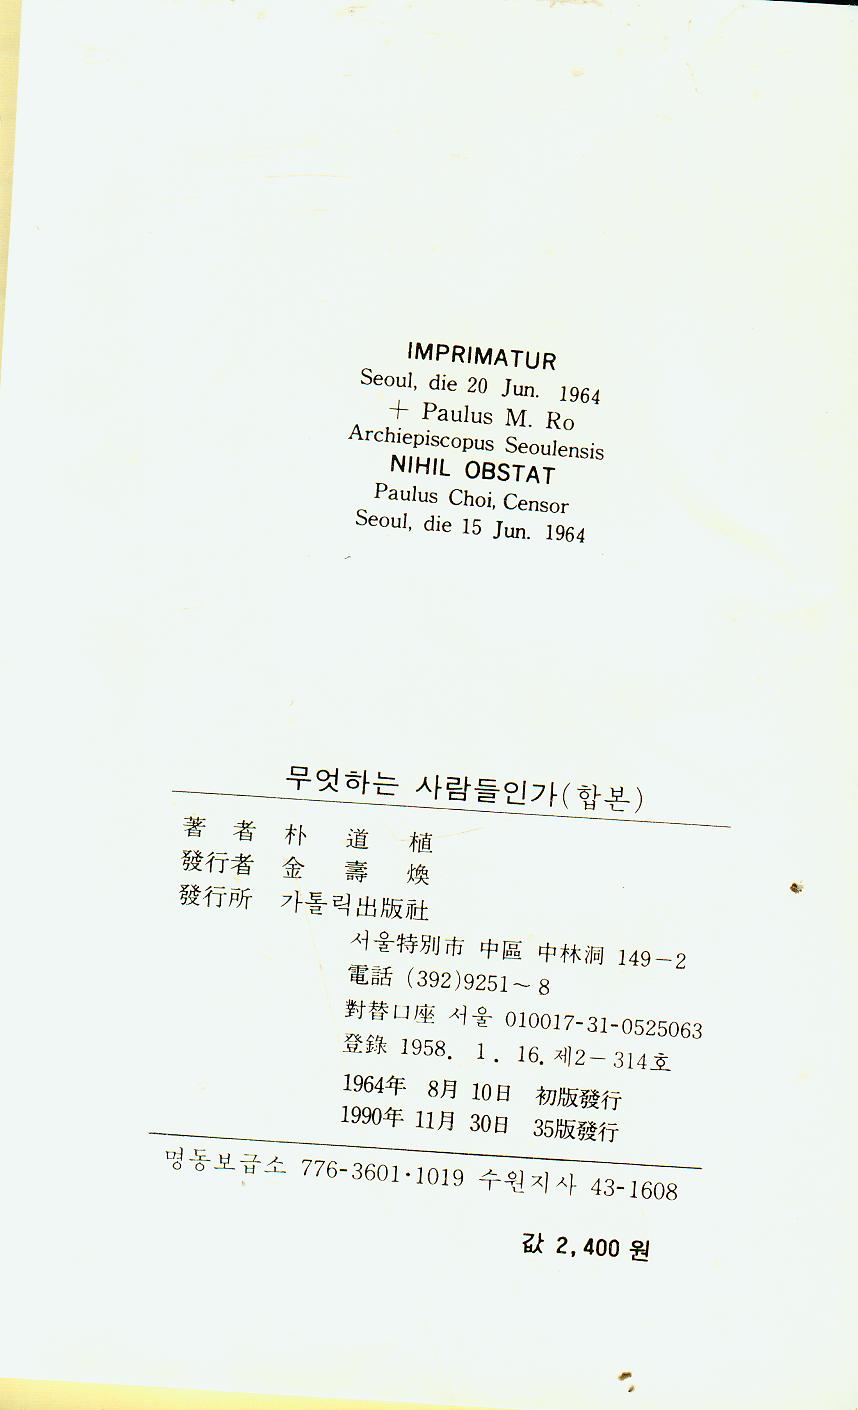 IMPRIMATUR
Seoul, die 20 Jun. 1964
+ Paulus M. Ro
Archiepiscopus Seoulensis
NIHIL OBSTAT
Paulus Choi, Censor
Seoul, die 15 Jun. 1964
무엇하는 사람들인가(합본)
著 者 朴 道 植
發行者 金 壽 煥
發行所 가톨릭出版社
서울特別市 中區 中林洞 149-2
電話 (392)9251~8
對替口座 서울 010017-31-0525063
登錄 1958. 1. 16. 제2-314호
1964年 8月 10日 初版發行
1990年 11月 30日 35版發行
명동보급소 776-3601·1019 수원지사 43-1608
값 2,400 원